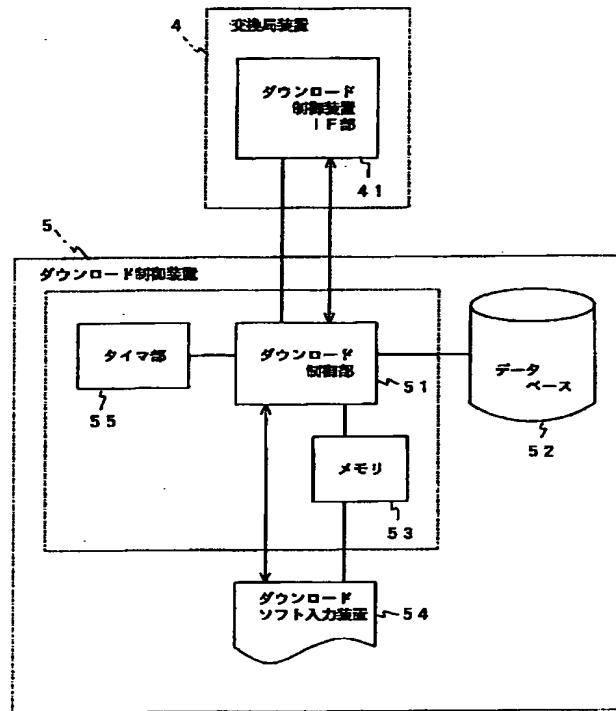 4
交換局装置
ダウンロード
制御装置
IF部
41
5
ダウンロード制御装置
タイマ部
55
ダウンロード
制御部
51
データ
ベース
52
メモリ
53
ダウンロード
ソフト入力装置
54